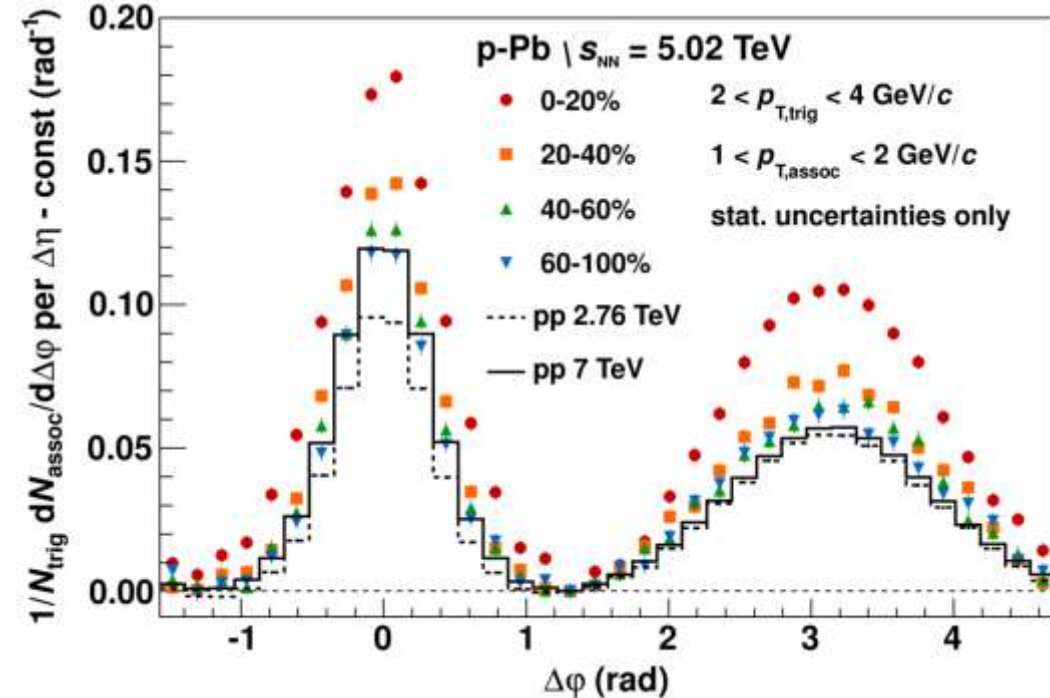 1/N_trig dN_assoc/dΔφ per Δη - const (rad⁻¹)
0.20
0.15
0.10
0.05
0.00
p-Pb \ s_NN = 5.02 TeV
0-20%
20-40%
40-60%
60-100%
pp 2.76 TeV
pp 7 TeV
2 < p_T,trig < 4 GeV/c
1 < p_T,assoc < 2 GeV/c
stat. uncertainties only
-1 0 1 2 3 4
Δφ (rad)